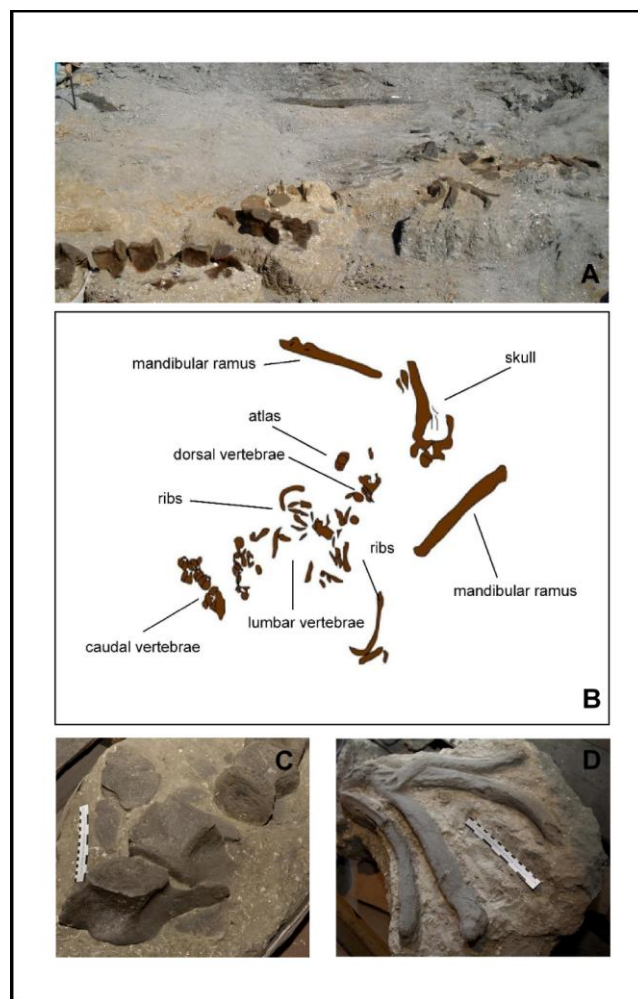 A
mandibular ramus
skull
atlas
dorsal vertebrae
ribs
ribs
mandibular ramus
lumbar vertebrae
caudal vertebrae
B
C
D